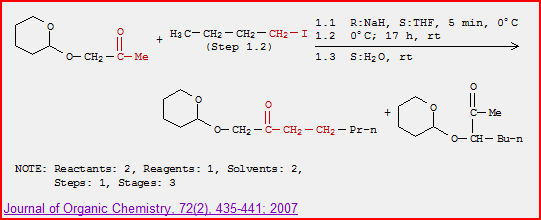 1.1 R:NaH, S:THF, 5 min, 0°C
O
O—CH₂—C—Me
O
+
H₃C—CH₂—CH₂—CH₂—I
(Step 1.2)
1.2 0°C; 17 h, rt
1.3 S:H₂O, rt
O
O—CH₂—C—CH₂—CH₂—Pr-n
O
+
O
O
C—Me
O—CH—Bu-n
NOTE: Reactants: 2, Reagents: 1, Solvents: 2,
Steps: 1, Stages: 3
Journal of Organic Chemistry, 72(2), 435-441; 2007